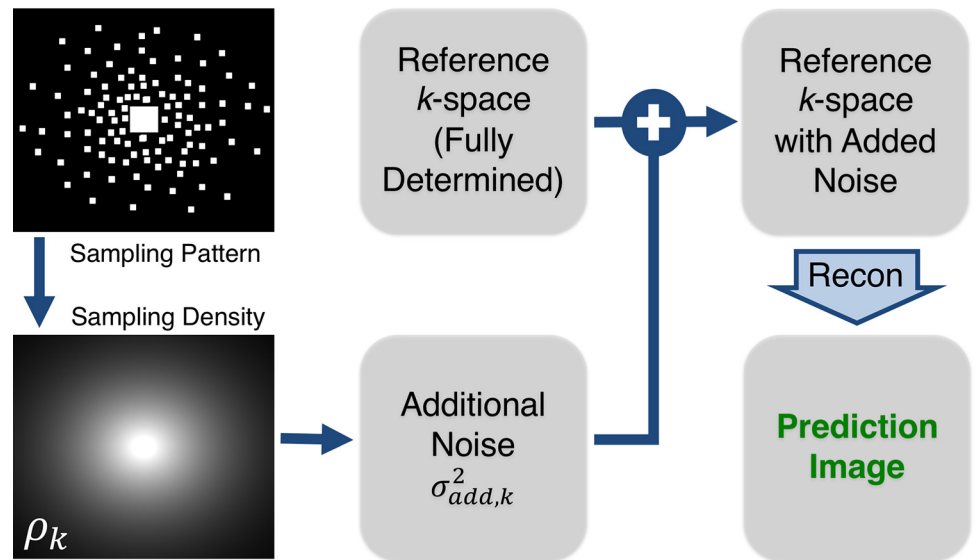 Sampling Pattern
Sampling Density
ρₖ
Reference
k-space
(Fully
Determined)
Additional
Noise
σ²add,k
Reference
k-space
with Added
Noise
Recon
Prediction
Image